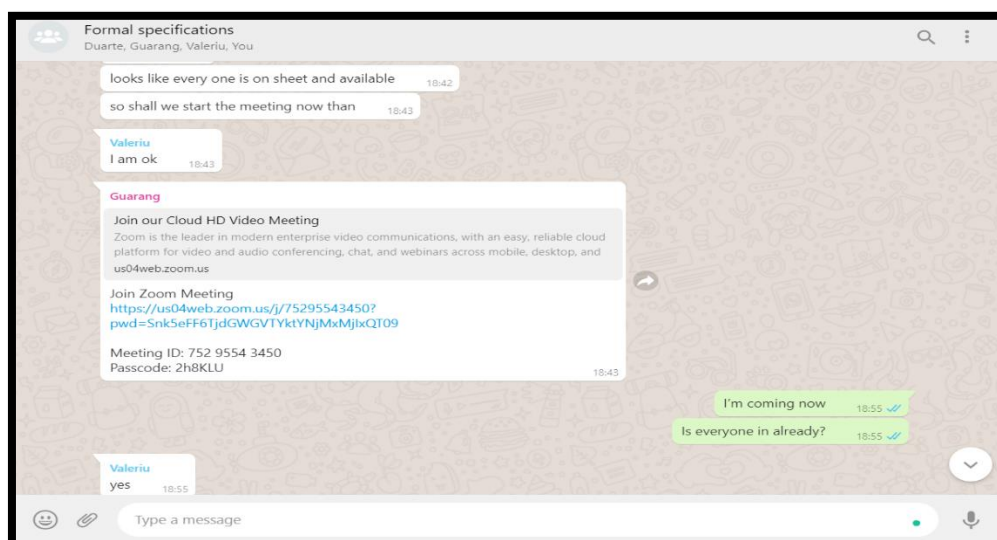 Formal specifications
Duarte, Guarang, Valeriu, You
looks like every one is on sheet and available 18:42
so shall we start the meeting now than 18:43
Valeriu
I am ok 18:43
Guarang
Join our Cloud HD Video Meeting
Zoom is the leader in modern enterprise video communications, with an easy, reliable cloud
platform for video and audio conferencing, chat, and webinars across mobile, desktop, and
us04web.zoom.us
Join Zoom Meeting
https://us04web.zoom.us/j/75295543450?
pwd=Snk5eFF6TjdGWGVTYktYNjMxMjIxQT09
Meeting ID: 752 9554 3450
Passcode: 2h8KLU
18:43
I'm coming now 18:55
Is everyone in already? 18:55
Valeriu
yes 18:55
Type a message